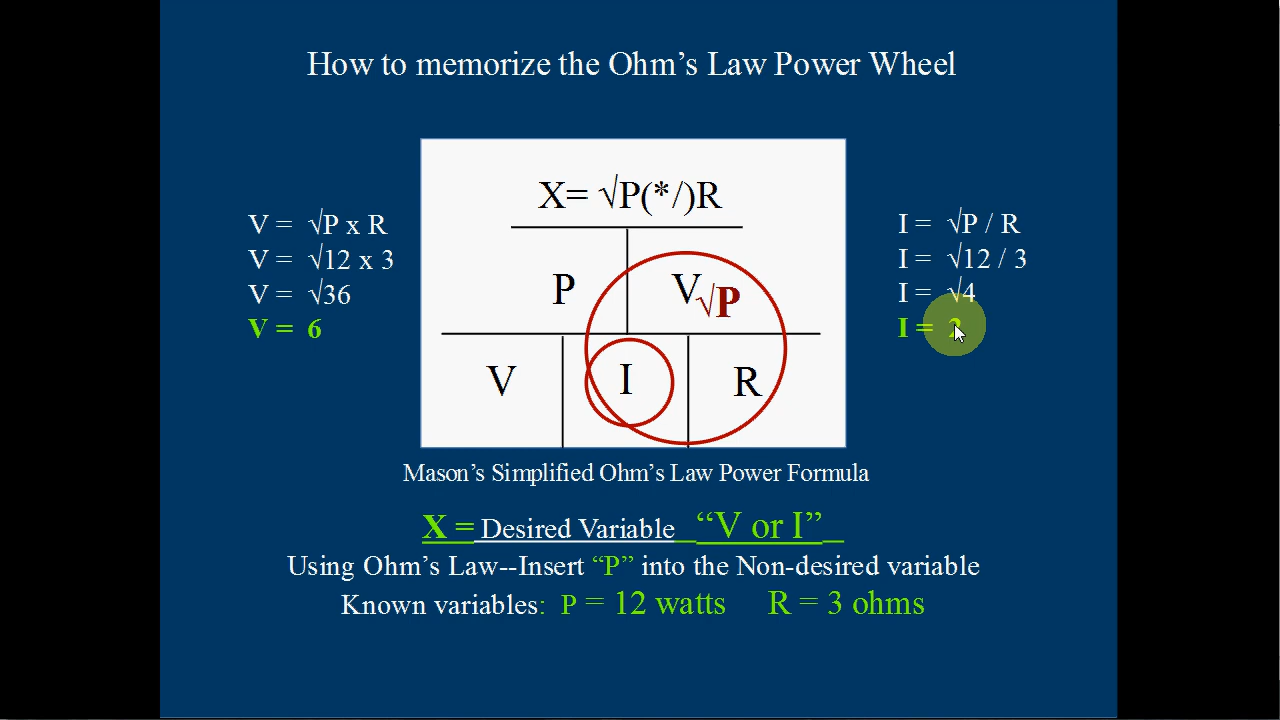 How to memorize the Ohm's Law Power Wheel
V = √P x R
V = √12 x 3
V = √36
V = 6
X= √P(*/)R
P V√P
V I R
I = √P / R
I = √12 / 3
I = √4
I = 2
Mason's Simplified Ohm's Law Power Formula
X = Desired Variable “V or I”
Using Ohm's Law--Insert “P” into the Non-desired variable
Known variables: P = 12 watts R = 3 ohms